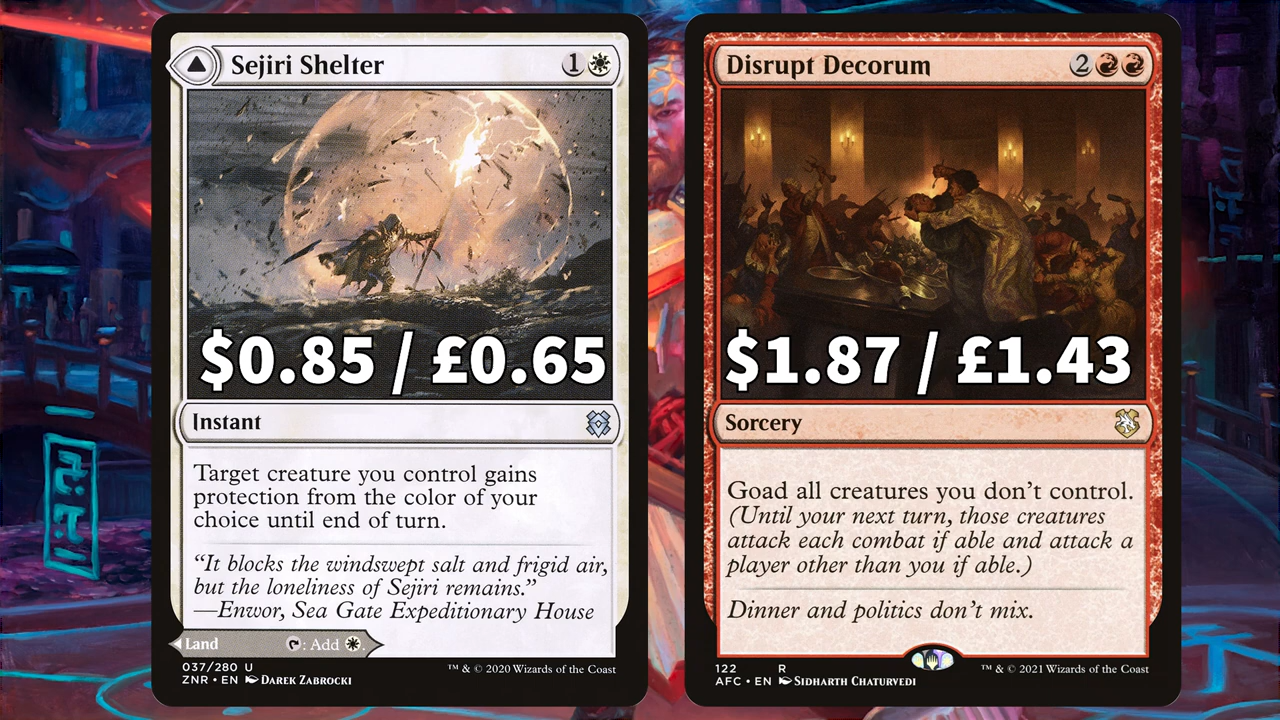 Sejiri Shelter 1
$0.85 / £0.65
Instant
Target creature you control gains
protection from the color of your
choice until end of turn.
“It blocks the windswept salt and frigid air,
but the loneliness of Sejiri remains.”
—Enwor, Sea Gate Expeditionary House
Land : Add .
037/280 U
ZNR • EN DAREK ZABROCKI
™ & © 2020 Wizards of the Coast
Disrupt Decorum 2
$1.87 / £1.43
Sorcery
Goad all creatures you don’t control.
(Until your next turn, those creatures
attack each combat if able and attack a
player other than you if able.)
Dinner and politics don’t mix.
122 R
AFC • EN SIDHARTH CHATURVEDI
™ & © 2021 Wizards of the Coast